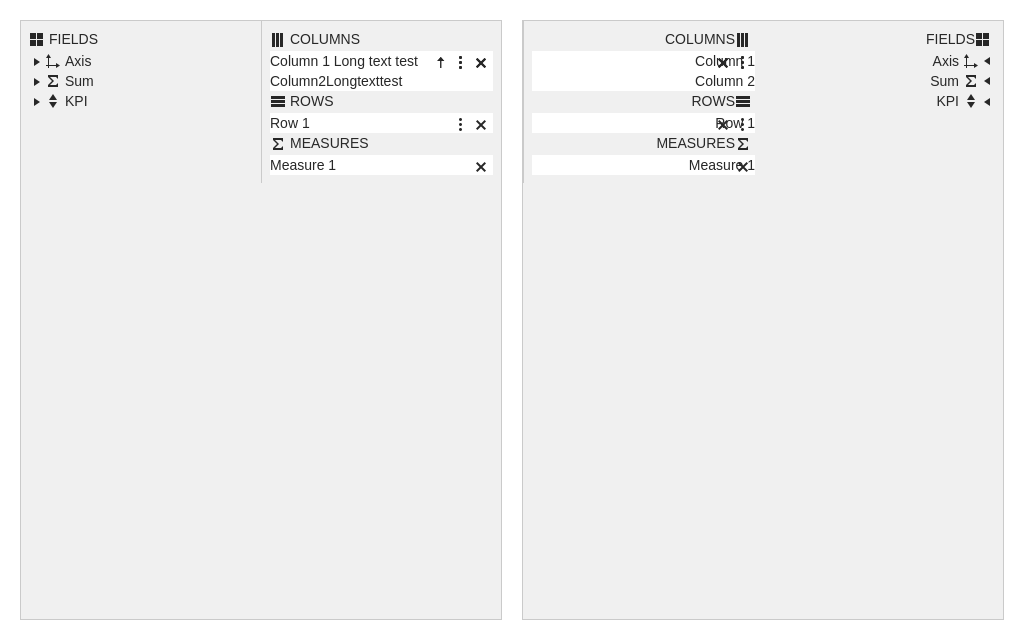 FIELDS
Axis
Sum
KPI
COLUMNS
Column 1 Long text test
Column2Longtexttest
ROWS
Row 1
MEASURES
Measure 1
COLUMNS
Column 1
Column 2
ROWS
Row 1
MEASURES
Measure 1
FIELDS
Axis
Sum
KPI